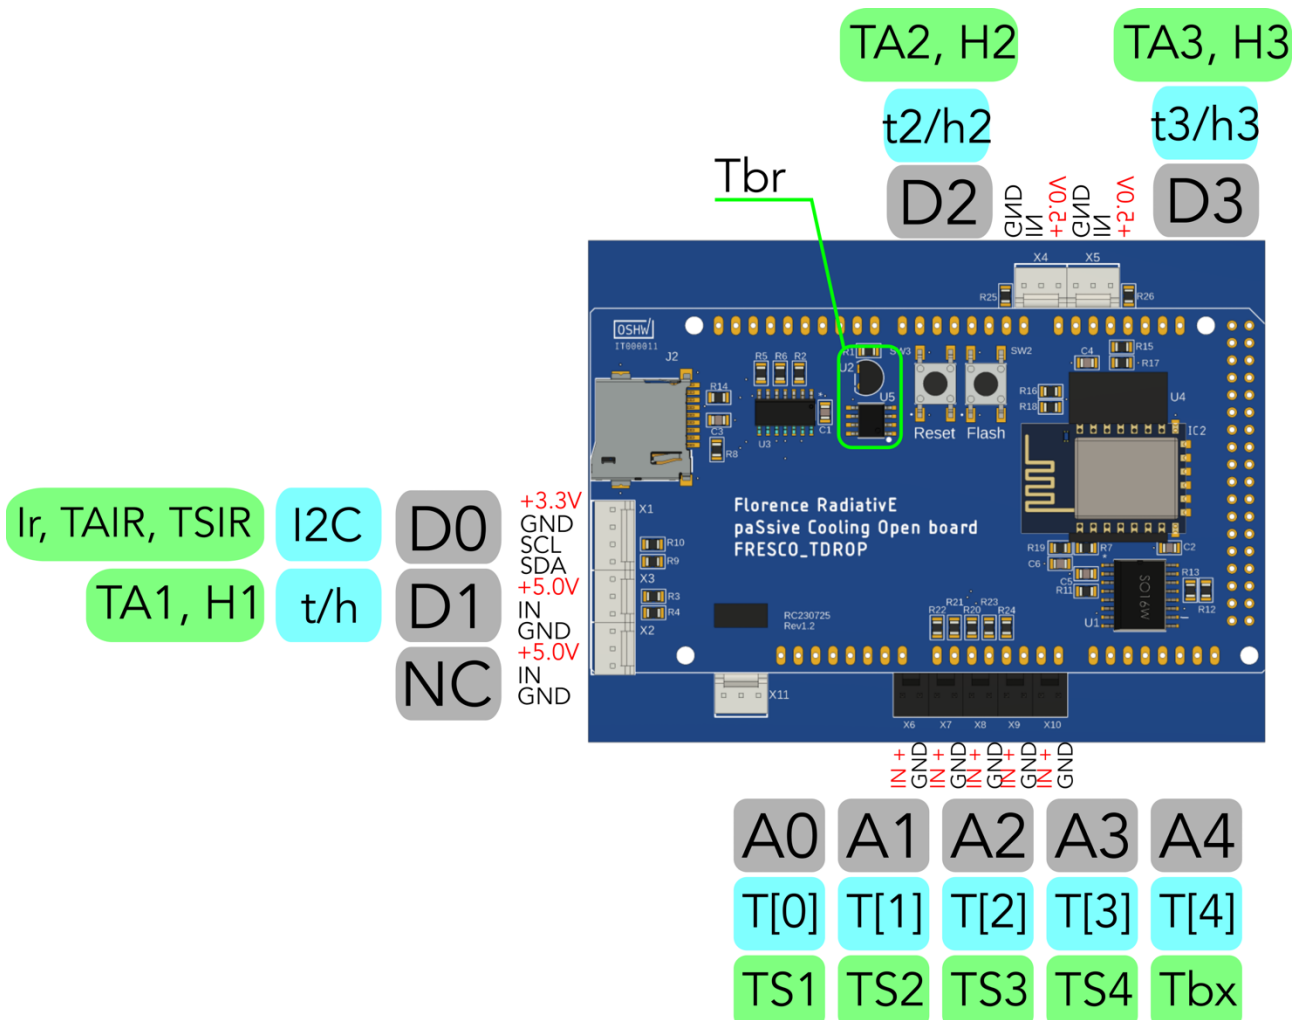 TA2, H2
TA3, H3
t2/h2
t3/h3
Tbr
D2
GND
IN
+5.0V
GND
IN
+5.0V
D3
X4
X5
R25
R26
OSHW
IT000011
J2
R5
R6
R2
R1
SW3
SW2
C4
R15
R17
U2
U5
R14
R16
R18
U4
C3
C1
U3
R8
Reset
Flash
IC2
Ir, TAIR, TSIR
I2C
D0
+3.3V
GND
SCL
SDA
X1
R10
R9
Florence RadiativE
paSsive Cooling Open board
FRESCO_TDROP
R19
R7
C2
C6
C5
R11
R13
R12
SO16W
U1
TA1, H1
t/h
D1
+5.0V
IN
GND
X3
R3
R4
X2
RC230725
Rev1.2
R22
R21
R20
R23
R24
NC
+5.0V
IN
GND
X11
X6
X7
X8
X9
X10
IN +
GND
IN +
GND
IN +
GND
IN +
GND
IN +
GND
A0
A1
A2
A3
A4
T[0]
T[1]
T[2]
T[3]
T[4]
TS1
TS2
TS3
TS4
Tbx